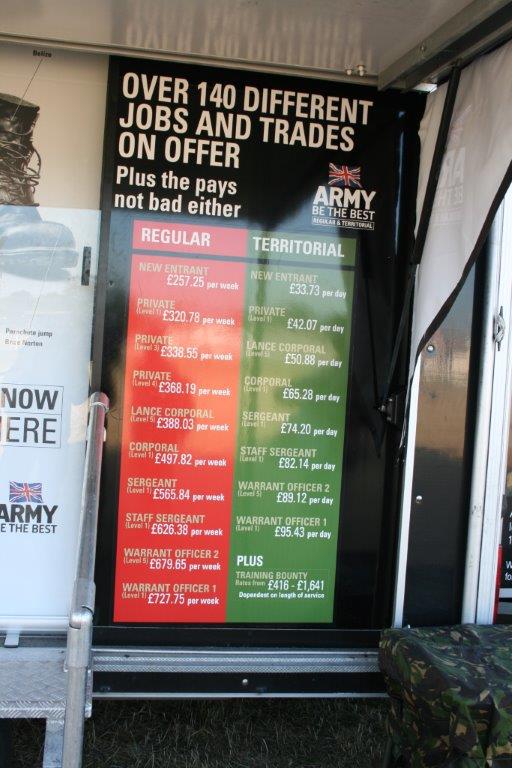 Belize
OVER 140 DIFFERENT
JOBS AND TRADES
ON OFFER
Plus the pays
not bad either
ARMY
BE THE BEST
REGULAR & TERRITORIAL
REGULAR
NEW ENTRANT
£257.25 per week
PRIVATE
(Level 1) £320.78 per week
PRIVATE
(Level 3) £338.55 per week
PRIVATE
(Level 4) £368.19 per week
LANCE CORPORAL
(Level 5) £388.03 per week
CORPORAL
(Level 1) £497.82 per week
SERGEANT
(Level 1) £565.84 per week
STAFF SERGEANT
(Level 1) £626.38 per week
WARRANT OFFICER 2
(Level 5) £679.65 per week
WARRANT OFFICER 1
(Level 1) £727.75 per week
TERRITORIAL
NEW ENTRANT
£33.73 per day
PRIVATE
(Level 1) £42.07 per day
LANCE CORPORAL
(Level 5) £50.88 per day
CORPORAL
(Level 1) £65.28 per day
SERGEANT
(Level 1) £74.20 per day
STAFF SERGEANT
(Level 1) £82.14 per day
WARRANT OFFICER 2
(Level 5) £89.12 per day
WARRANT OFFICER 1
(Level 1) £95.43 per day
PLUS
TRAINING BOUNTY
Rates from £416 - £1,641
Dependent on length of service
Parachute jump
Brize Norton
NOW
ERE
ARMY
E THE BEST